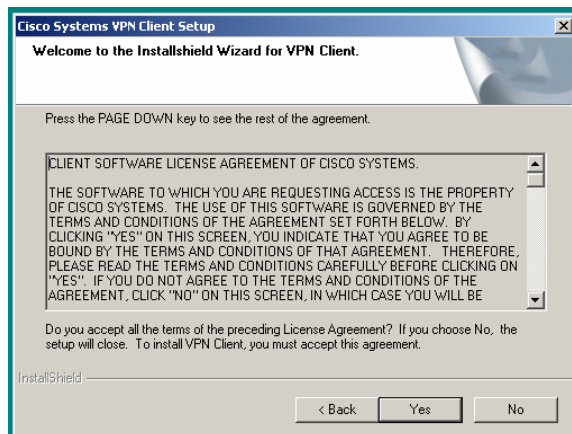 Cisco Systems VPN Client Setup
Welcome to the Installshield Wizard for VPN Client.
Press the PAGE DOWN key to see the rest of the agreement.
CLIENT SOFTWARE LICENSE AGREEMENT OF CISCO SYSTEMS.
THE SOFTWARE TO WHICH YOU ARE REQUESTING ACCESS IS THE PROPERTY
OF CISCO SYSTEMS. THE USE OF THIS SOFTWARE IS GOVERNED BY THE
TERMS AND CONDITIONS OF THE AGREEMENT SET FORTH BELOW. BY
CLICKING "YES" ON THIS SCREEN, YOU INDICATE THAT YOU AGREE TO BE
BOUND BY THE TERMS AND CONDITIONS OF THAT AGREEMENT. THEREFORE,
PLEASE READ THE TERMS AND CONDITIONS CAREFULLY BEFORE CLICKING ON
"YES". IF YOU DO NOT AGREE TO THE TERMS AND CONDITIONS OF THE
AGREEMENT, CLICK "NO" ON THIS SCREEN, IN WHICH CASE YOU WILL BE
Do you accept all the terms of the preceding License Agreement? If you choose No, the
setup will close. To install VPN Client, you must accept this agreement.
InstallShield
< Back
Yes
No